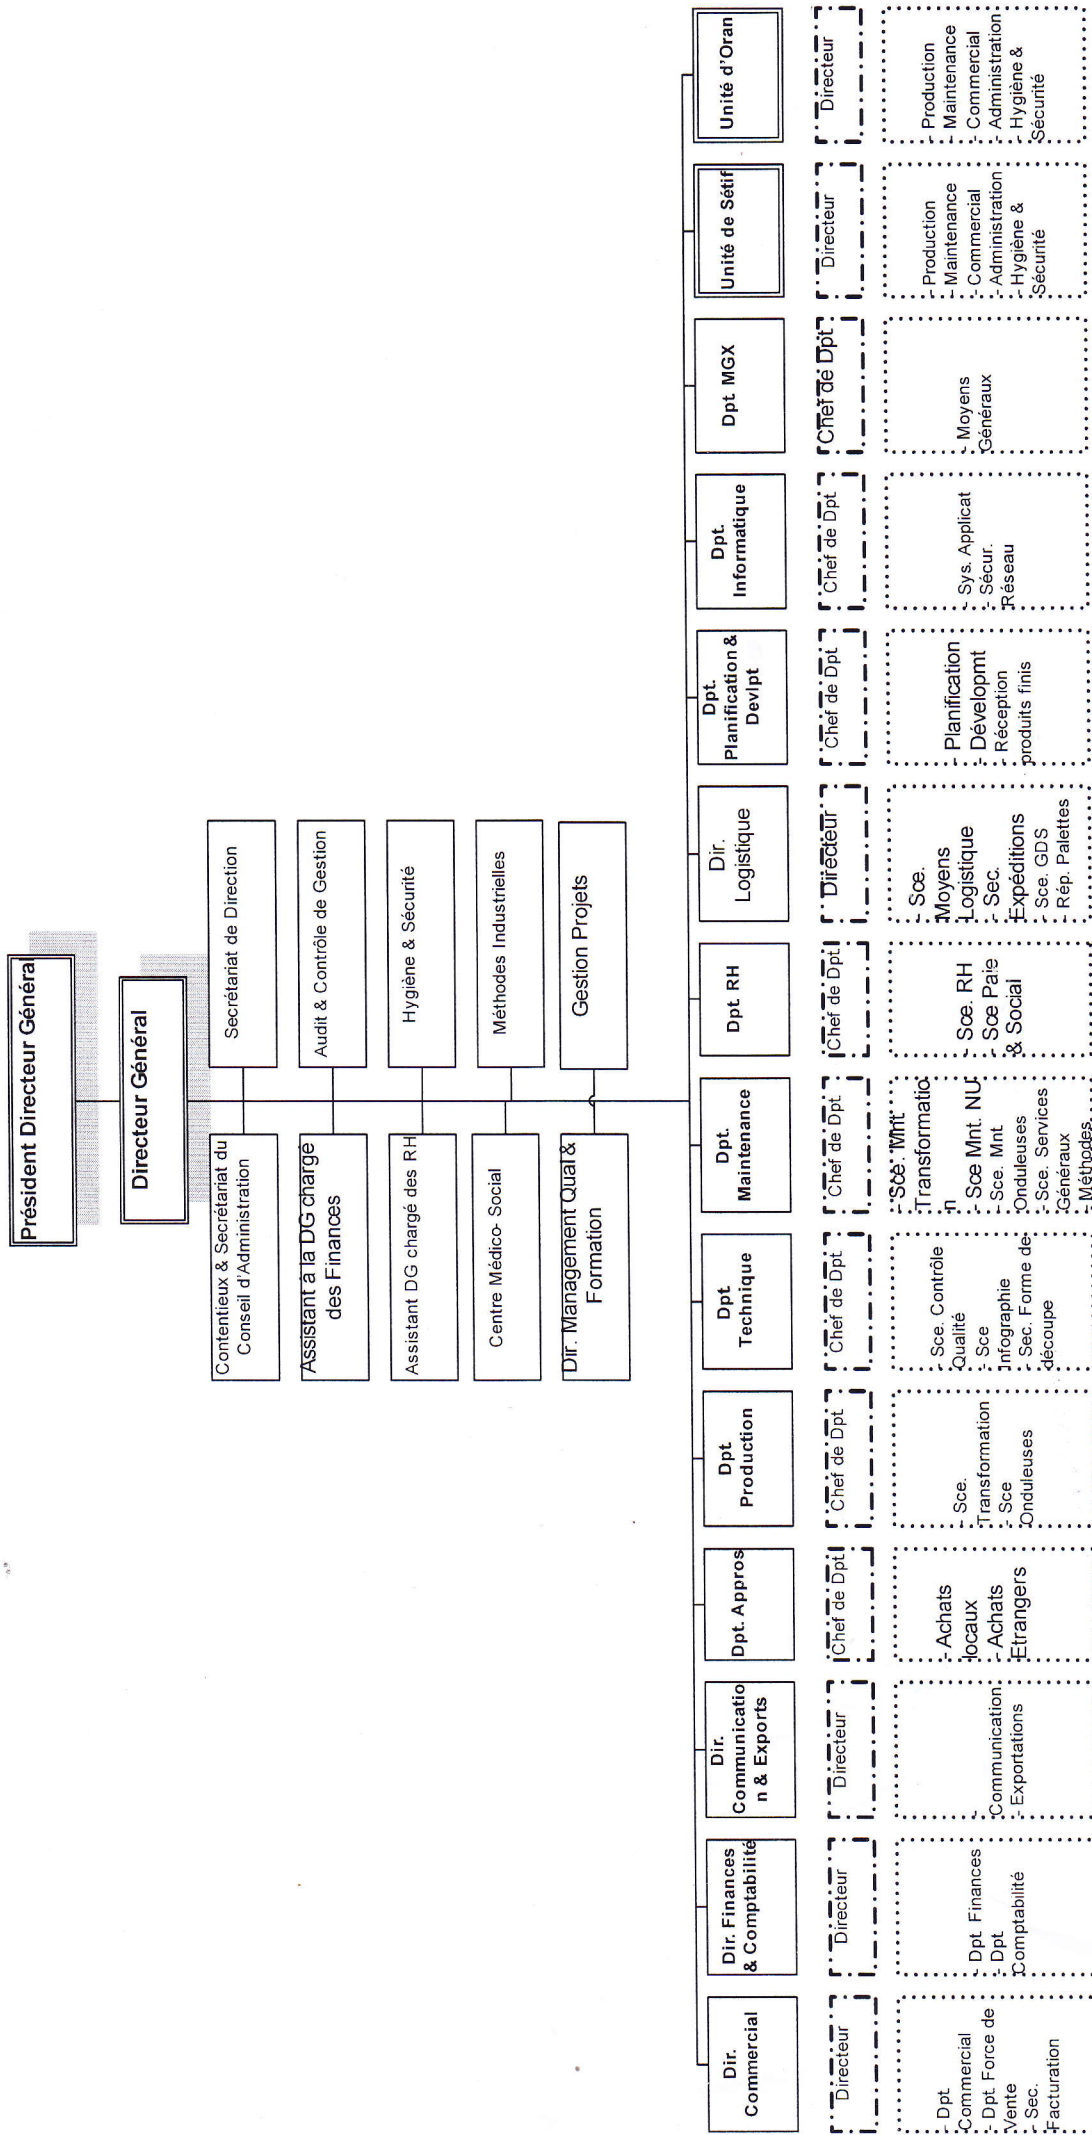 Président Directeur Général
Directeur Général
Contentieux & Secrétariat du
Conseil d'Administration
Secrétariat de Direction
Assistant à la DG chargé
des Finances
Audit & Contrôle de Gestion
Assistant DG chargé des RH
Hygiène & Sécurité
Centre Médico- Social
Méthodes Industrielles
Dir. Management Qual &
Formation
Gestion Projets
Dir.
Commercial
Dir. Finances
& Comptabilité
Dir.
Communicatio
n & Exports
Dpt. Appros
Dpt
Production
Dpt.
Technique
Dpt.
Maintenance
Dpt. RH
Dir.
Logistique
Dpt.
Planification &
Devlpt
Dpt.
Informatique
Dpt. MGX
Unité de Sétif
Unité d'Oran
Directeur
Directeur
Directeur
Chef de Dpt
Chef de Dpt
Chef de Dpt
Chef de Dpt
Chef de Dpt
Directeur
Chef de Dpt
Chef de Dpt
Chef de Dpt
Directeur
Directeur
- Dpt
Commercial
- Dpt. Force de
Vente
- Sec.
Facturation
- Dpt. Finances
- Dpt.
Comptabilité
-
Communication
- Exportations
- Achats
locaux
- Achats
Etrangers
- Sce.
Transformation
- Sce
Onduleuses
- Sce. Contrôle
Qualité
- Sce
Infographie
- Sec. Forme de
découpe
- Sce. Mnt
Transformatio
n
- Sce Mnt. NU
- Sce. Mnt
Onduleuses
- Sce. Services
Généraux
- Méthodes
- Sce. RH
- Sce Paie
& Social
- Sce.
Moyens
Logistique
- Sec.
Expéditions
- Sce. GDS
Rép. Palettes
- Planification
- Développmt
- Réception
produits finis
- Sys. Applicat
- Sécur.
Réseau
- Moyens
Généraux
- Production
- Maintenance
- Commercial
- Administration
- Hygiène &
Sécurité
- Production
- Maintenance
- Commercial
- Administration
- Hygiène &
Sécurité